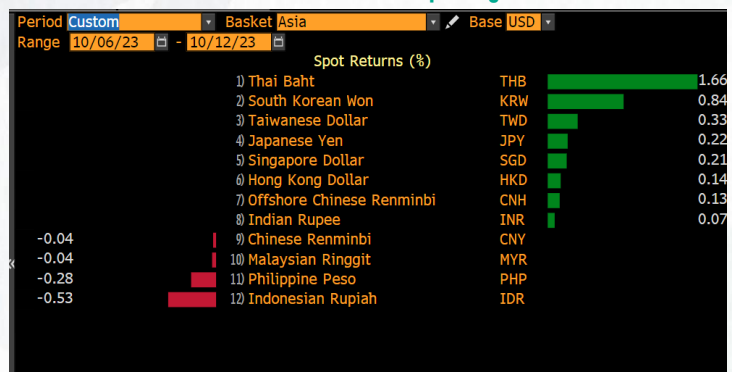 Period Custom Basket Asia Base USD
Range 10/06/23 - 10/12/23
Spot Returns (%)
1) Thai Baht THB 1.66
2) South Korean Won KRW 0.84
3) Taiwanese Dollar TWD 0.33
4) Japanese Yen JPY 0.22
5) Singapore Dollar SGD 0.21
6) Hong Kong Dollar HKD 0.14
7) Offshore Chinese Renminbi CNH 0.13
8) Indian Rupee INR 0.07
-0.04 9) Chinese Renminbi CNY
-0.04 10) Malaysian Ringgit MYR
-0.28 11) Philippine Peso PHP
-0.53 12) Indonesian Rupiah IDR